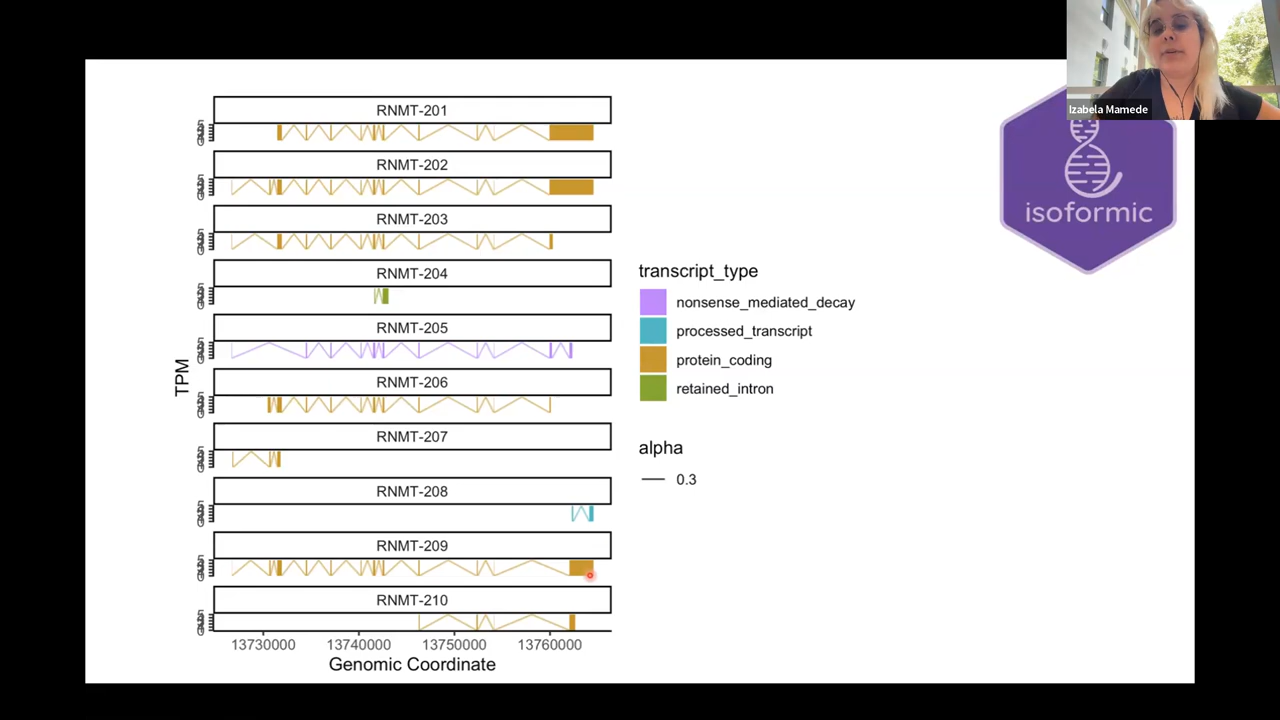 Izabela Mamede
isoformic
RNMT-201
RNMT-202
RNMT-203
RNMT-204
RNMT-205
RNMT-206
RNMT-207
RNMT-208
RNMT-209
RNMT-210
TPM
13730000 13740000 13750000 13760000
Genomic Coordinate
transcript_type
nonsense_mediated_decay
processed_transcript
protein_coding
retained_intron
alpha
0.3